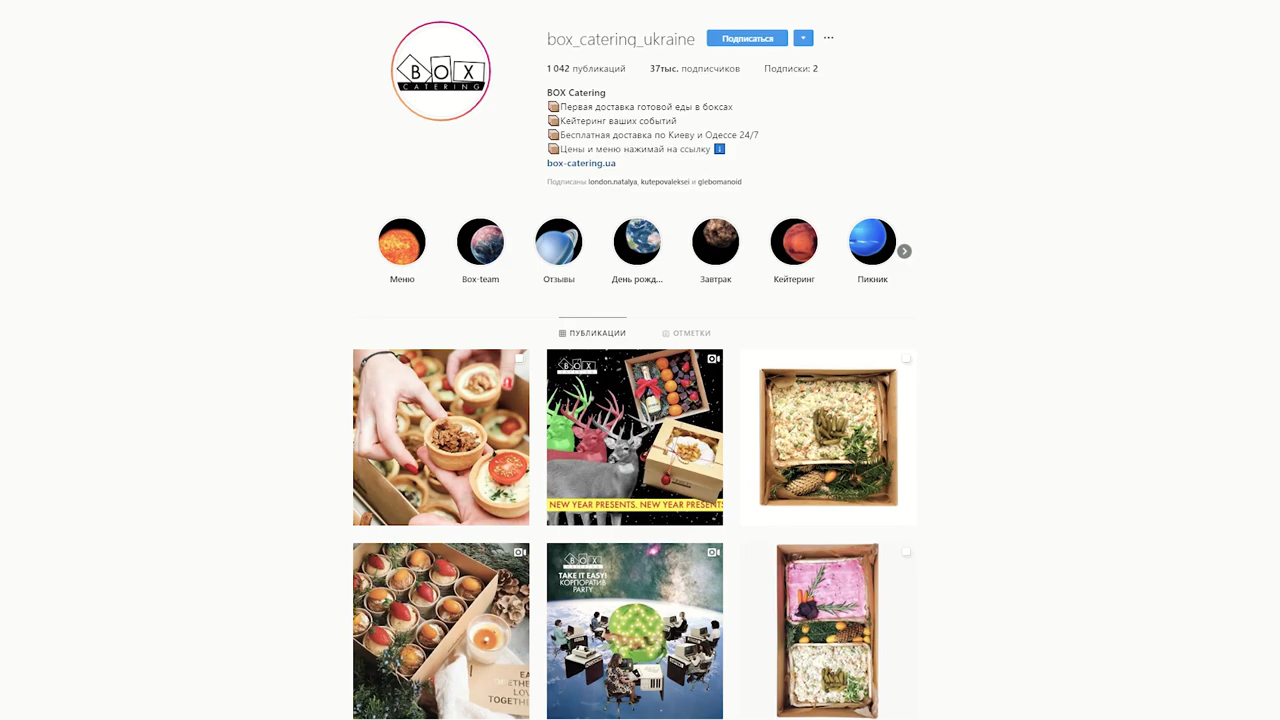 box_catering_ukraine
Подписаться
BOX
CATERING
1 042 публикаций 37тыс. подписчиков Подписки: 2
BOX Catering
Первая доставка готовой еды в боксах
Кейтеринг ваших событий
Бесплатная доставка по Киеву и Одессе 24/7
Цены и меню нажимай на ссылку
box-catering.ua
Подписаны london.natalya, kutepovaleksei и glebomanoid
Меню Box-team Отзывы День рожд... Завтрак Кейтеринг Пикник
ПУБЛИКАЦИИ ОТМЕТКИ
BOX
NEW YEAR PRESENTS. NEW YEAR PRESENTS
BOX
TAKE IT EASY!
КОРПОРАТИВ
PARTY
LOV
TOGETH